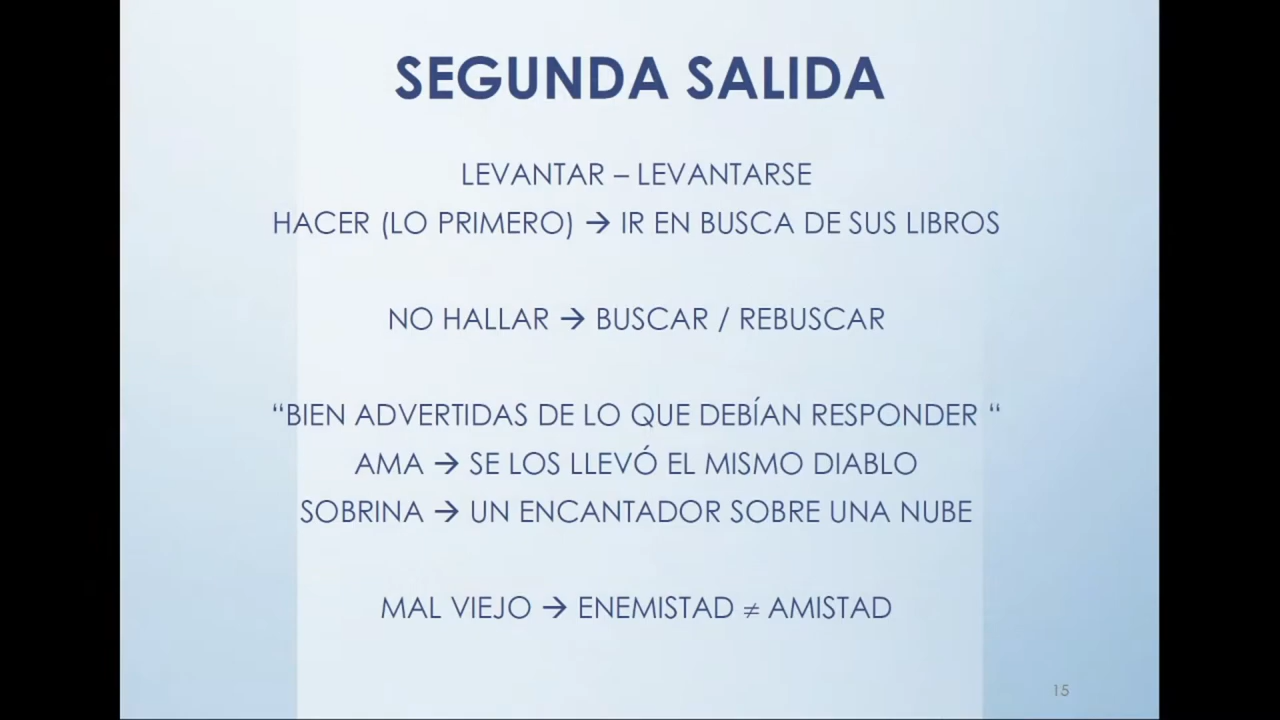 SEGUNDA SALIDA
LEVANTAR – LEVANTARSE
HACER (LO PRIMERO) → IR EN BUSCA DE SUS LIBROS
NO HALLAR → BUSCAR / REBUSCAR
“BIEN ADVERTIDAS DE LO QUE DEBÍAN RESPONDER “
AMA → SE LOS LLEVÓ EL MISMO DIABLO
SOBRINA → UN ENCANTADOR SOBRE UNA NUBE
MAL VIEJO → ENEMISTAD ≠ AMISTAD
15